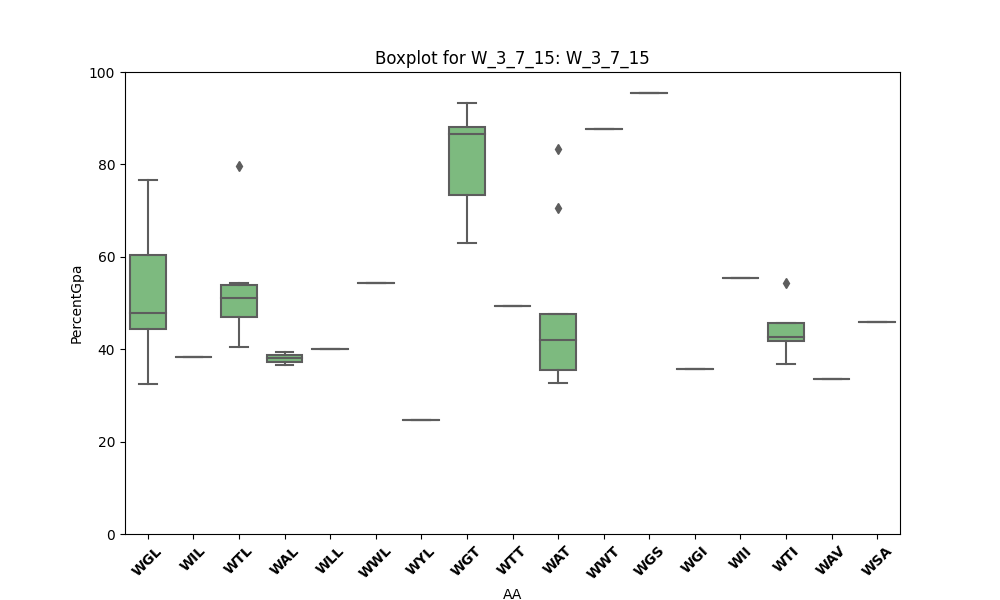 Boxplot for W_3_7_15: W_3_7_15
100
80
60
40
20
0
PercentGpa
WGL
WIL
WTL
WAL
WLL
WWL
WYL
WGT
WTT
WAT
WWT
WGS
WGI
WII
WTI
WAV
WSA
AA